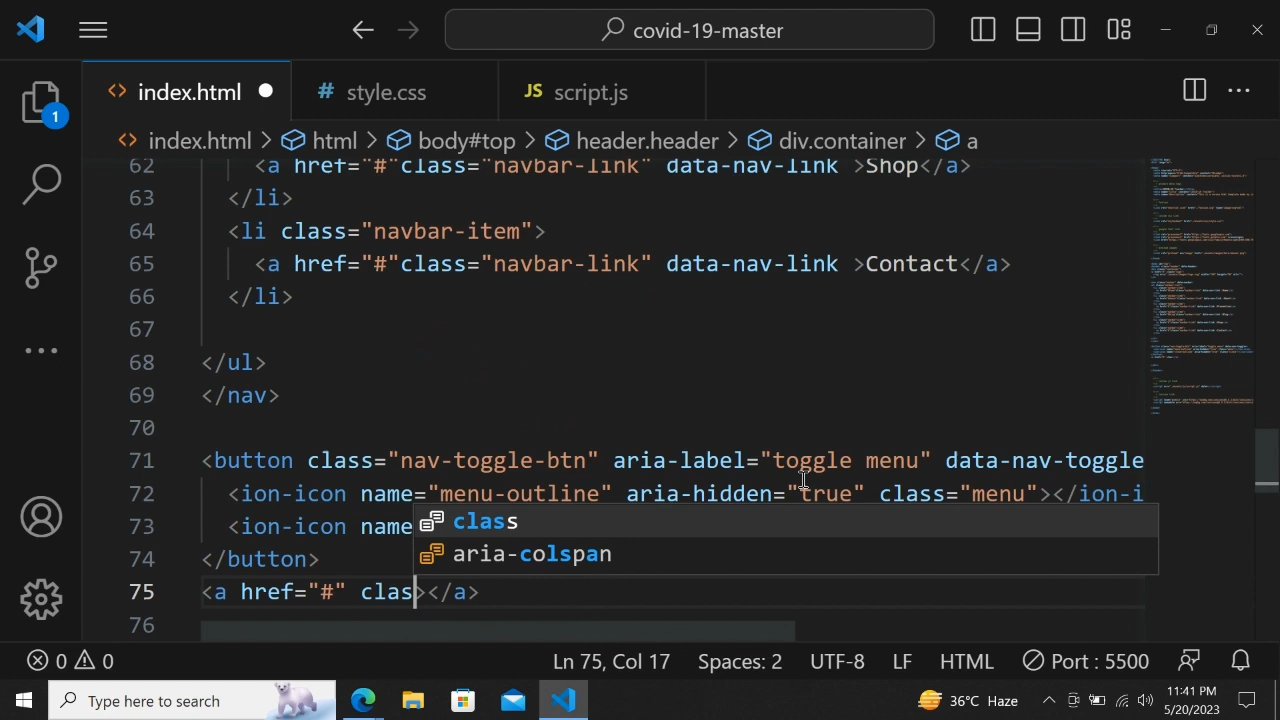 covid-19-master
index.html
# style.css
JS script.js
1
index.html > html > body#top > header.header > div.container > a
62 <a href="#"class="navbar-link" data-nav-link >Shop</a>
63 </li>
64 <li class="navbar-item">
65 <a href="#"class="navbar-link" data-nav-link >Contact</a>
66 </li>
67
68 </ul>
69 </nav>
70
71 <button class="nav-toggle-btn" aria-label="toggle menu" data-nav-toggle
72 <ion-icon name="menu-outline" aria-hidden="true" class="menu"></ion-i
73 <ion-icon name
class
aria-colspan
74 </button>
75 <a href="#" clas></a>
76
0 0
Ln 75, Col 17
Spaces: 2
UTF-8
LF
HTML
Port : 5500
Type here to search
36°C Haze
11:41 PM
5/20/2023